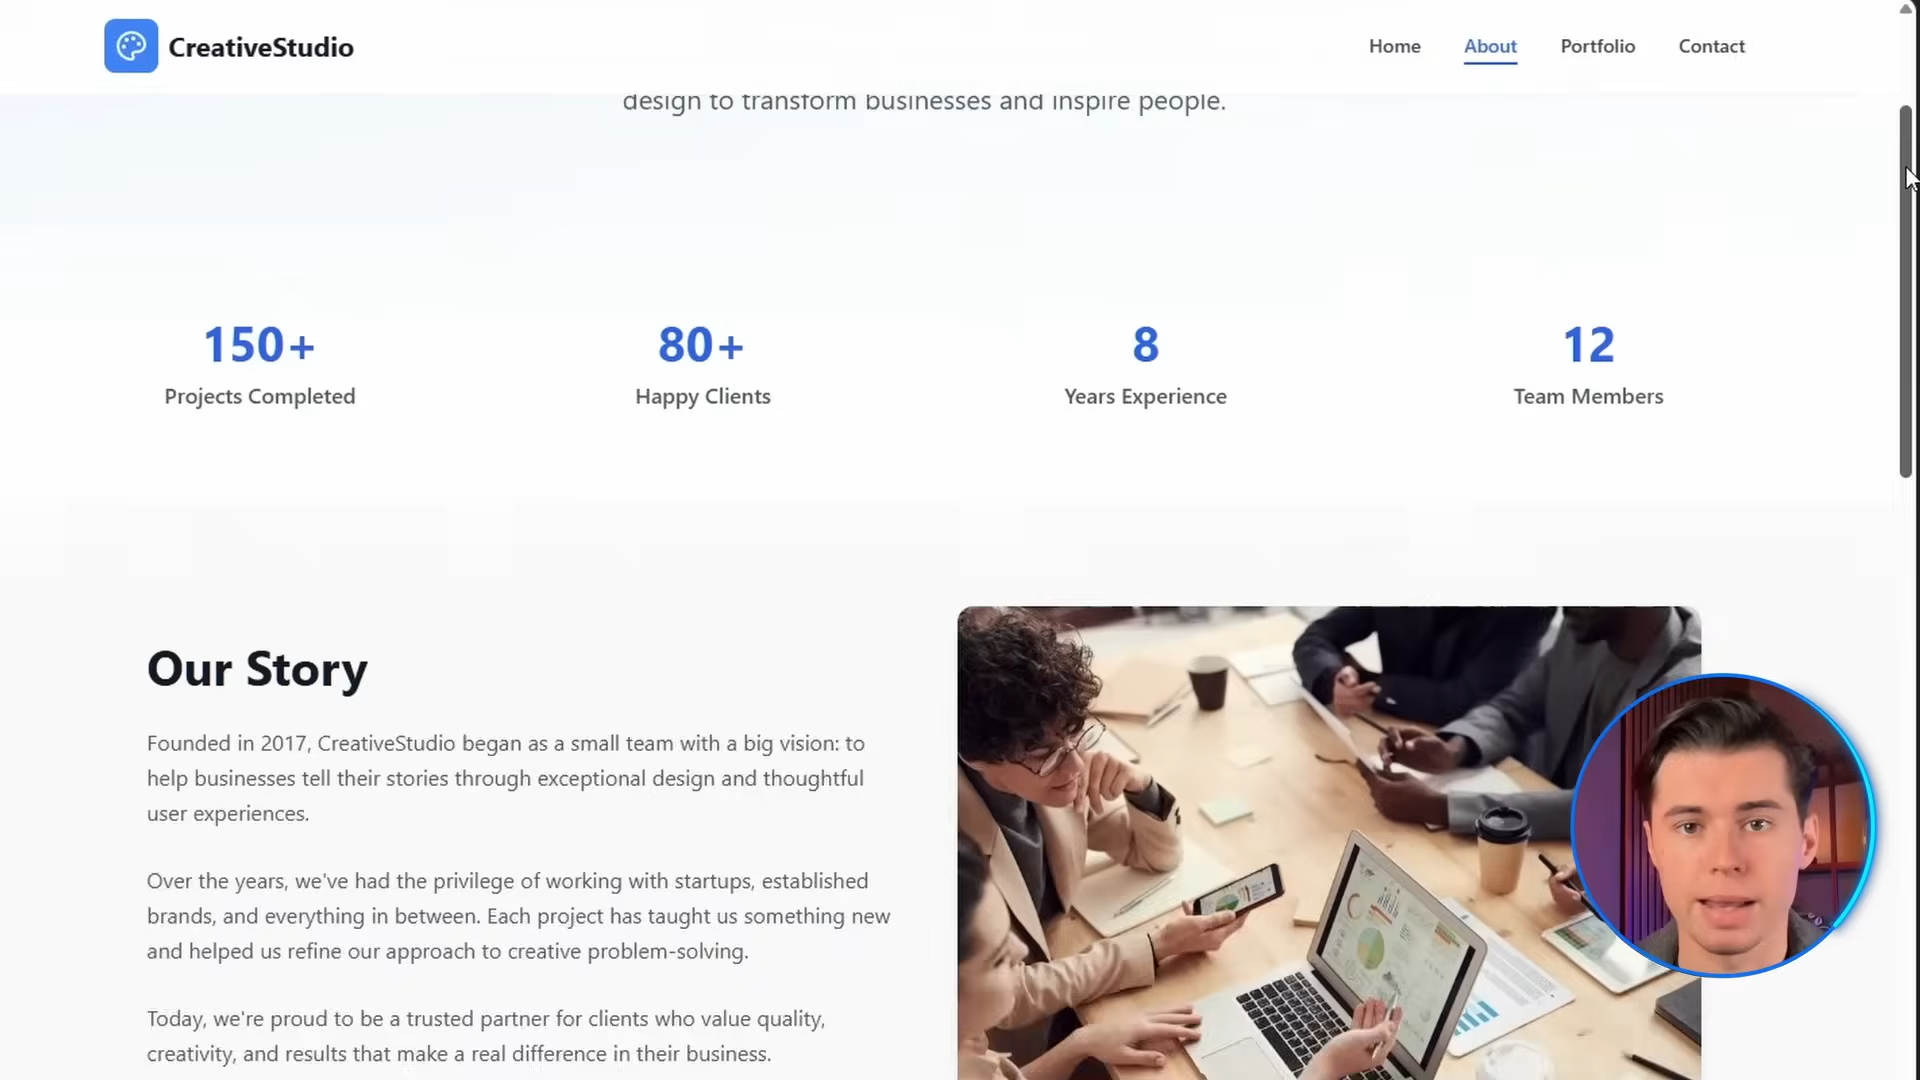 CreativeStudio
Home
About
Portfolio
Contact
design to transform businesses and inspire people.
150+
Projects Completed
80+
Happy Clients
8
Years Experience
12
Team Members
Our Story
Founded in 2017, CreativeStudio began as a small team with a big vision: to
help businesses tell their stories through exceptional design and thoughtful
user experiences.
Over the years, we've had the privilege of working with startups, established
brands, and everything in between. Each project has taught us something new
and helped us refine our approach to creative problem-solving.
Today, we're proud to be a trusted partner for clients who value quality,
creativity, and results that make a real difference in their business.